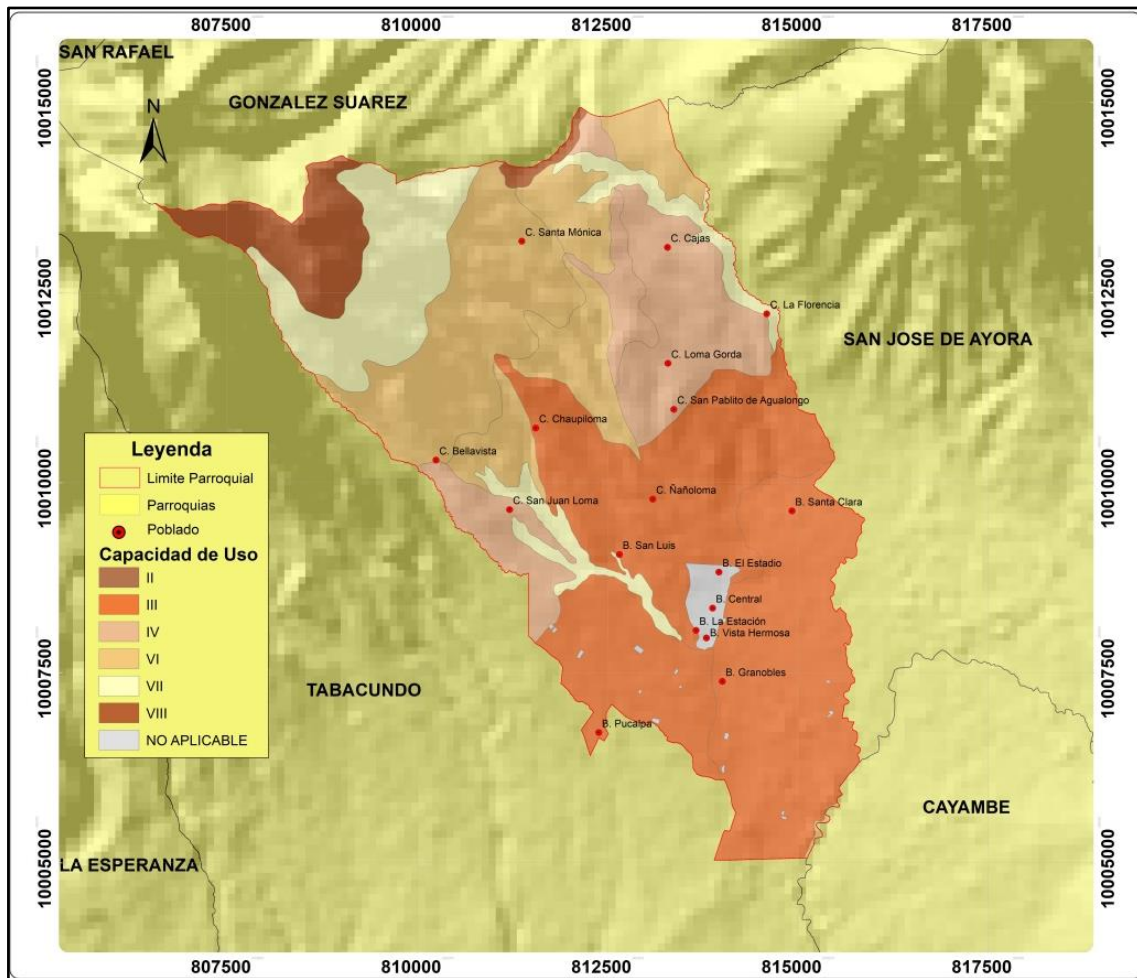 807500 810000 812500 815000 817500
SAN RAFAEL
GONZALEZ SUAREZ
N
10015000
10015000
C. Santa Mónica
C. Cajas
10012500
10012500
C. La Florencia
SAN JOSE DE AYORA
C. Loma Gorda
C. San Pablito de Agualongo
C. Chaupiloma
C. Bellavista
10010000
10010000
C. Ñañoloma
C. San Juan Loma
B. Santa Clara
B. San Luis
B. El Estadio
B. Central
B. La Estación
B. Vista Hermosa
10007500
10007500
B. Granobles
TABACUNDO
B. Pucalpa
Leyenda
Limite Parroquial
Parroquias
Poblado
Capacidad de Uso
II
III
IV
VI
VII
VIII
NO APLICABLE
CAYAMBE
10005000
10005000
LA ESPERANZA
807500 810000 812500 815000 817500